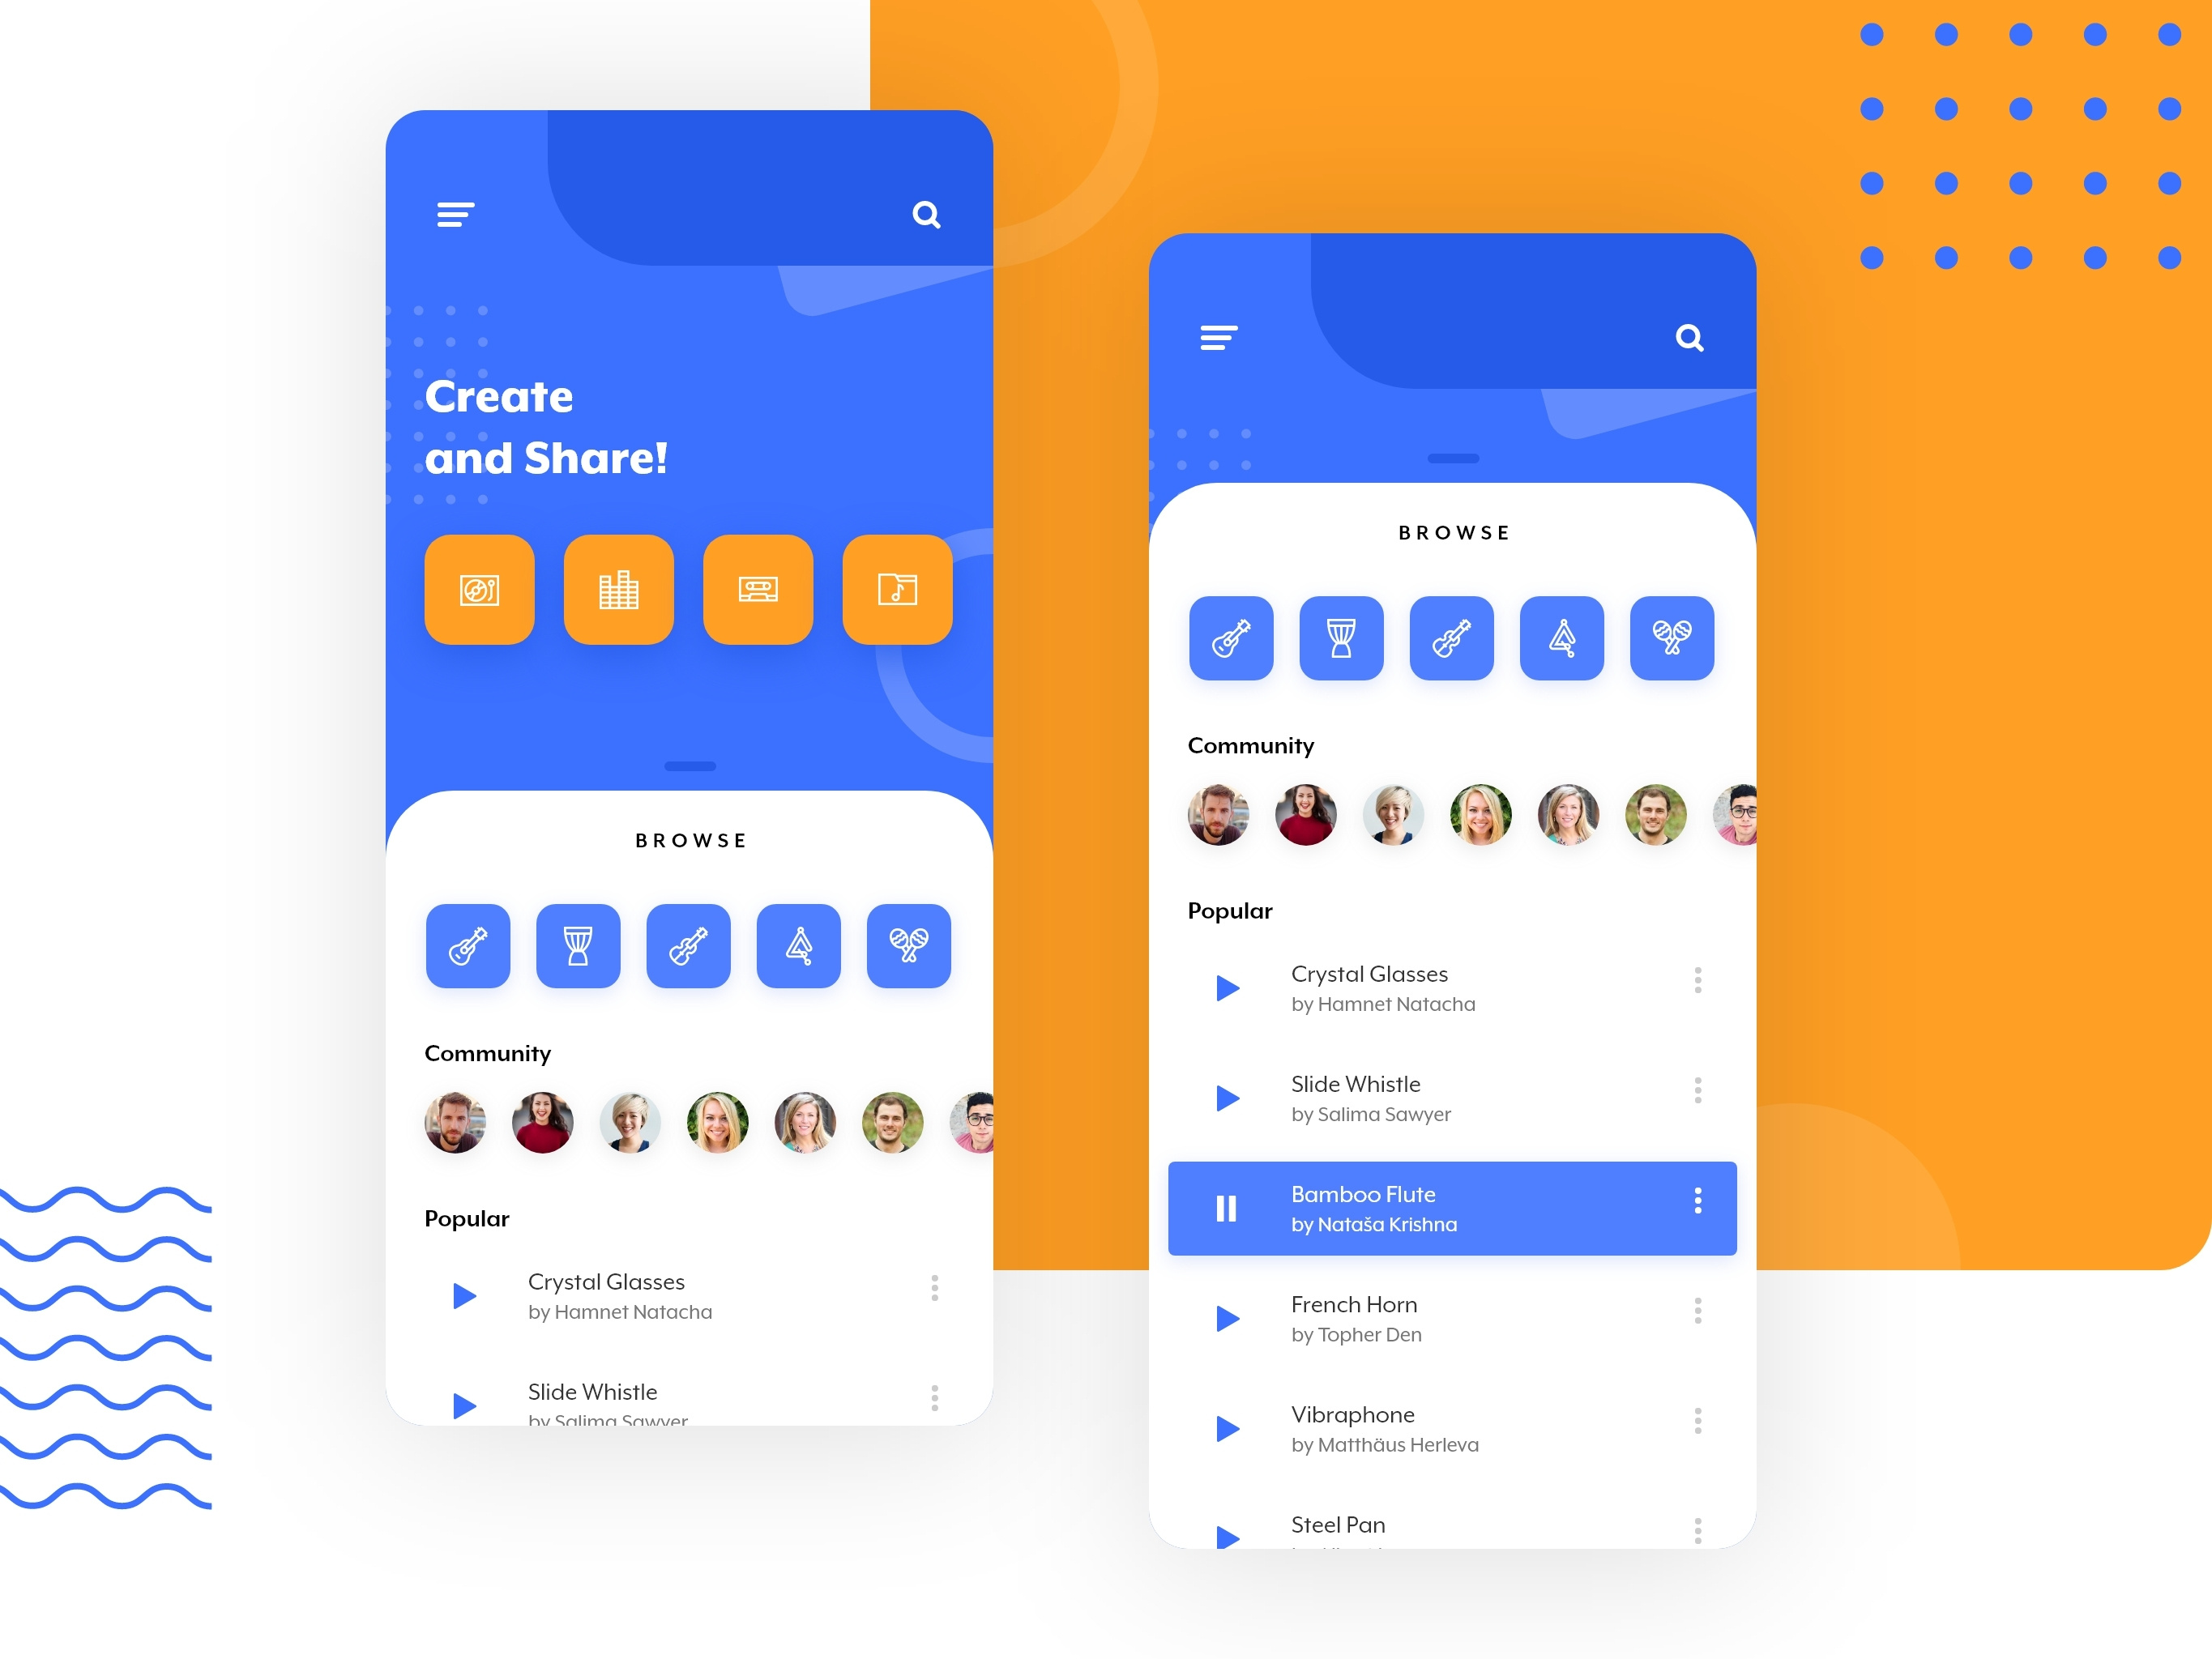 Create
and Share!
BROWSE
Community
Popular
Crystal Glasses
by Hamnet Natacha
Slide Whistle
by Salima Sawyer
BROWSE
Community
Popular
Crystal Glasses
by Hamnet Natacha
Slide Whistle
by Salima Sawyer
Bamboo Flute
by Nataša Krishna
French Horn
by Topher Den
Vibraphone
by Matthäus Herleva
Steel Pan